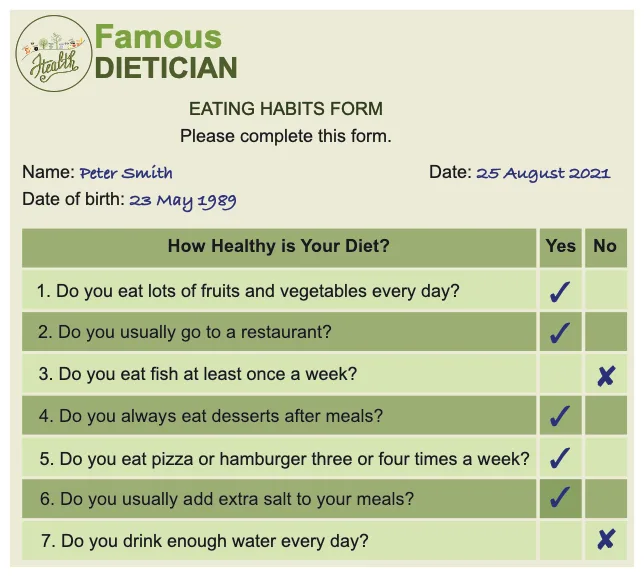 Health
Famous
DIETICIAN
EATING HABITS FORM
Please complete this form.
Name: Peter Smith Date: 25 August 2021
Date of birth: 23 May 1989
How Healthy is Your Diet? Yes No
1. Do you eat lots of fruits and vegetables every day? ✓
2. Do you usually go to a restaurant? ✓
3. Do you eat fish at least once a week? ✘
4. Do you always eat desserts after meals? ✓
5. Do you eat pizza or hamburger three or four times a week? ✓
6. Do you usually add extra salt to your meals? ✓
7. Do you drink enough water every day? ✘